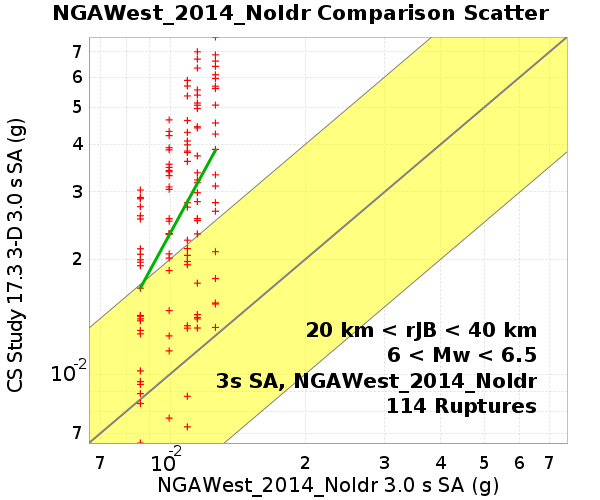 NGAWest_2014_NoIdr Comparison Scatter
CS Study 17.3 3-D 3.0 s SA (g)
7
6
5
4
3
2
10-2
7
20 km < rJB < 40 km
6 < Mw < 6.5
3s SA, NGAWest_2014_NoIdr
114 Ruptures
7 10-2 2 3 4 5 6 7
NGAWest_2014_NoIdr 3.0 s SA (g)